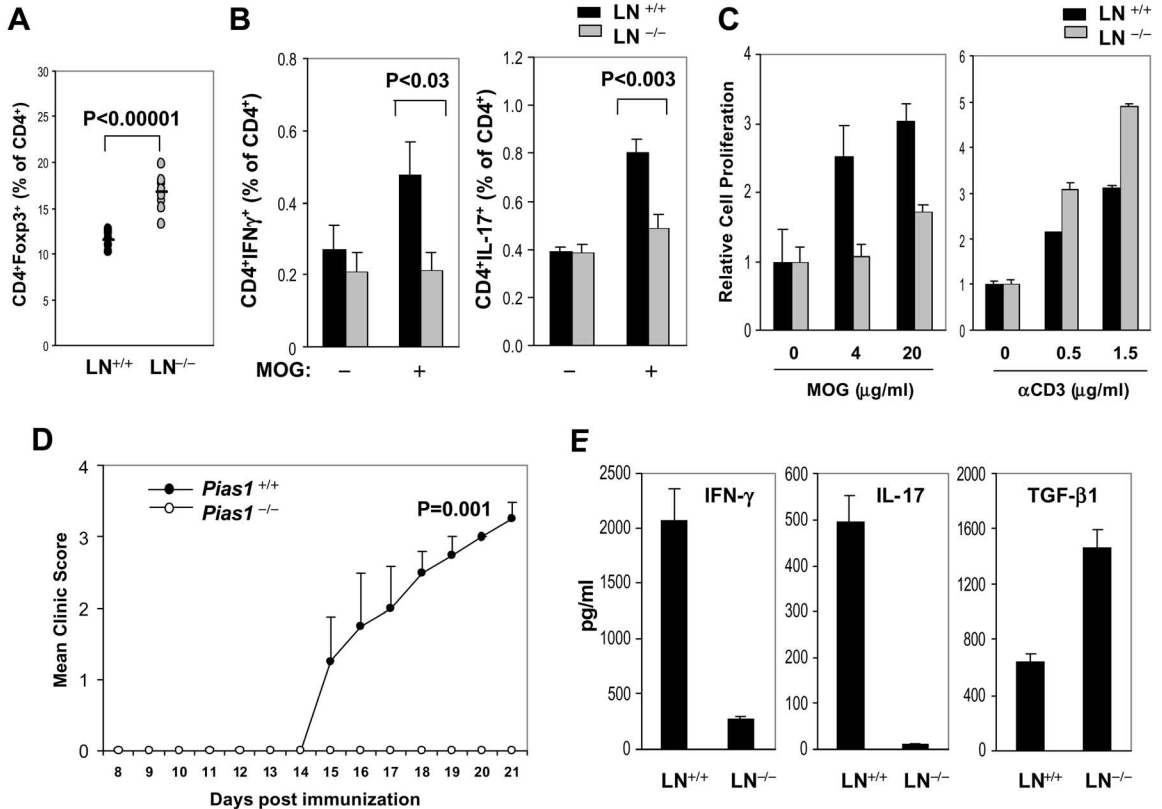 A
CD4⁺Foxp3⁺ (% of CD4⁺)
30
25
20
15
10
5
0
P<0.00001
LN⁺/⁺ LN⁻/⁻
B
LN ⁺/⁺
LN ⁻/⁻
CD4⁺IFNγ⁺ (% of CD4⁺)
0.8
0.6
0.4
0.2
0
P<0.03
CD4⁺IL-17⁺ (% of CD4⁺)
1.2
1.0
0.8
0.6
0.4
0.2
0.0
P<0.003
MOG: – + – +
C
LN ⁺/⁺
LN ⁻/⁻
Relative Cell Proliferation
4
3
2
1
0
0 4 20
MOG (μg/ml)
6
5
4
3
2
1
0
0 0.5 1.5
αCD3 (μg/ml)
D
Mean Clinic Score
4
3
2
1
0
Pias1 ⁺/⁺
Pias1 ⁻/⁻
P=0.001
8 9 10 11 12 13 14 15 16 17 18 19 20 21
Days post immunization
E
pg/ml
2500
2000
1500
1000
500
0
IFN-γ
LN⁺/⁺ LN⁻/⁻
600
500
400
300
200
100
0
IL-17
LN⁺/⁺ LN⁻/⁻
2000
1600
1200
800
400
0
TGF-β1
LN⁺/⁺ LN⁻/⁻